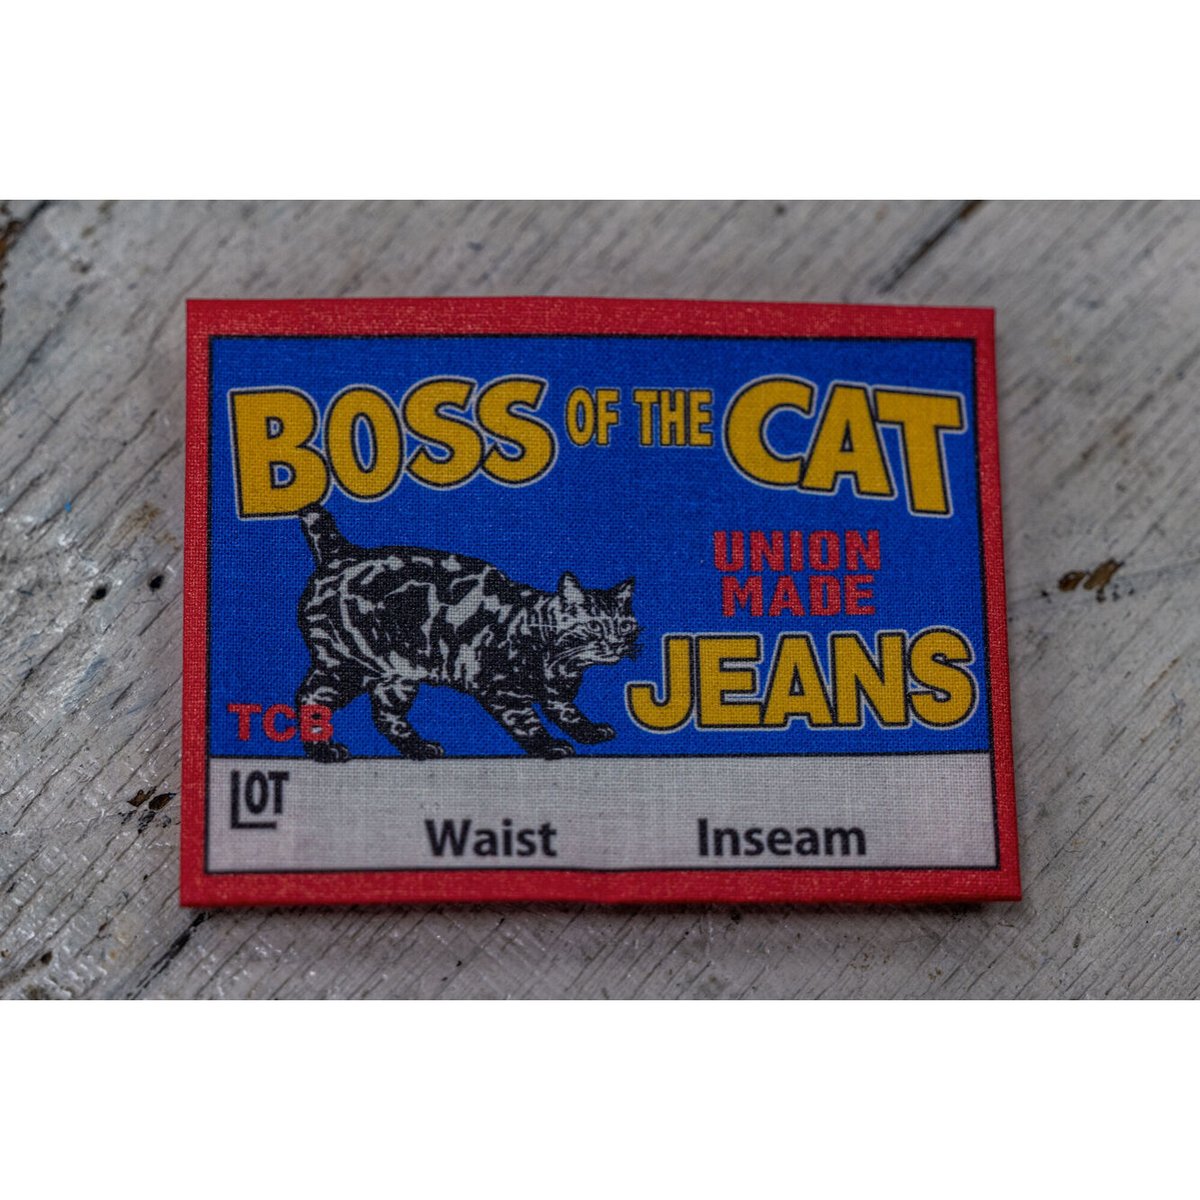 BOSS OF THE CAT
UNION
MADE
JEANS
TCB
LOT
Waist Inseam